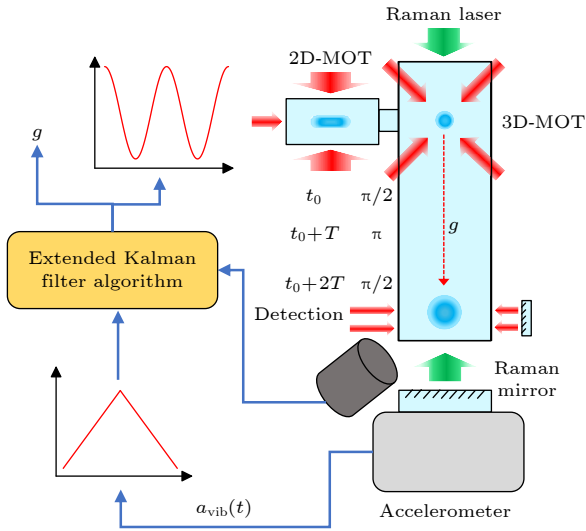 Raman laser
2D-MOT
3D-MOT
g
t₀ π/2
t₀+T π
g
t₀+2T π/2
Extended Kalman
filter algorithm
Detection
Raman
mirror
a_vib(t)
Accelerometer